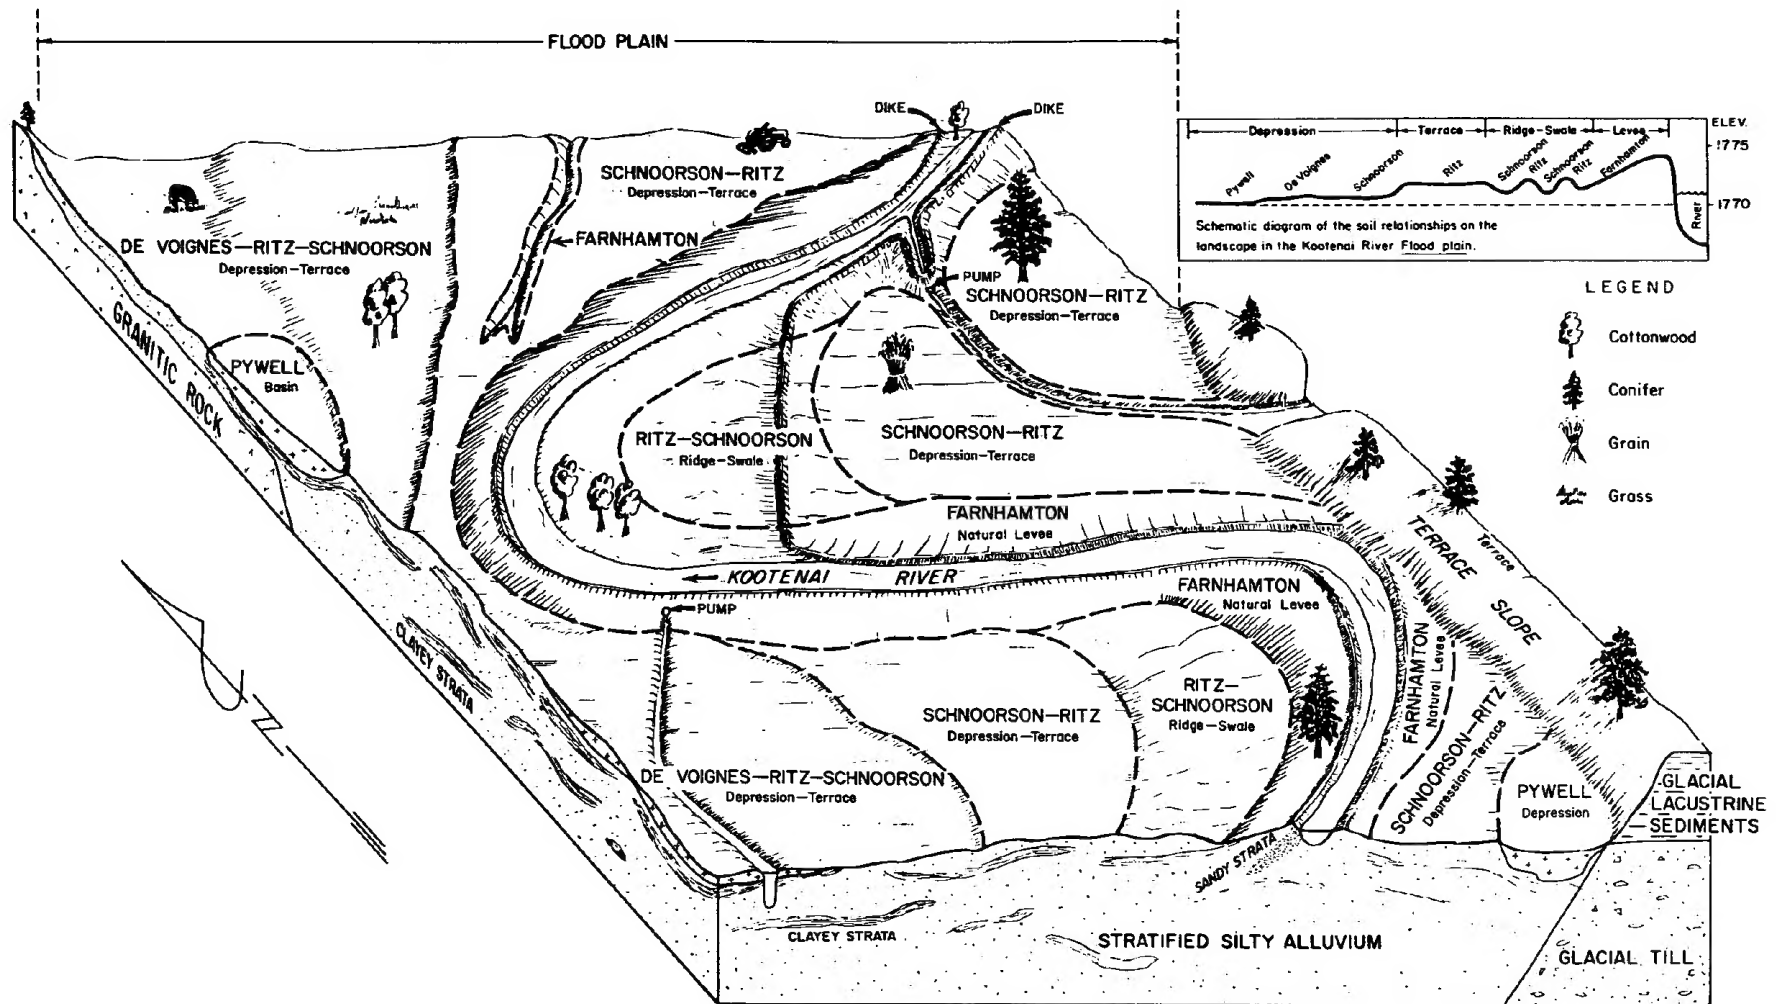 FLOOD PLAIN
DIKE
DIKE
ELEV.
Depression
Terrace
Ridge-Swale
Levee
1775
Pywell
De Voignes
Schnoorson
Ritz
Schnoorson
Ritz
Schnoorson
Ritz
Farnhamton
1770
River
Schematic diagram of the soil relationships on the
landscape in the Kootenai River Flood plain.
SCHNOORSON-RITZ
Depression-Terrace
DE VOIGNES-RITZ-SCHNOORSON
Depression-Terrace
FARNHAMTON
PUMP
SCHNOORSON-RITZ
Depression-Terrace
LEGEND
Cottonwood
Conifer
Grain
Grass
GRANITIC ROCK
PYWELL
Basin
RITZ-SCHNOORSON
Ridge-Swale
SCHNOORSON-RITZ
Depression-Terrace
FARNHAMTON
Natural Levee
KOOTENAI RIVER
TERRACE SLOPE
Terrace
FARNHAMTON
Natural Levee
PUMP
CLAYEY STRATA
FARNHAMTON
Natural Levee
RITZ-
SCHNOORSON
Ridge-Swale
SCHNOORSON-RITZ
Depression-Terrace
SCHNOORSON-RITZ
Depression-Terrace
DE VOIGNES-RITZ-SCHNOORSON
Depression-Terrace
PYWELL
Depression
GLACIAL
LACUSTRINE
SEDIMENTS
N
SANDY STRATA
CLAYEY STRATA
STRATIFIED SILTY ALLUVIUM
GLACIAL TILL